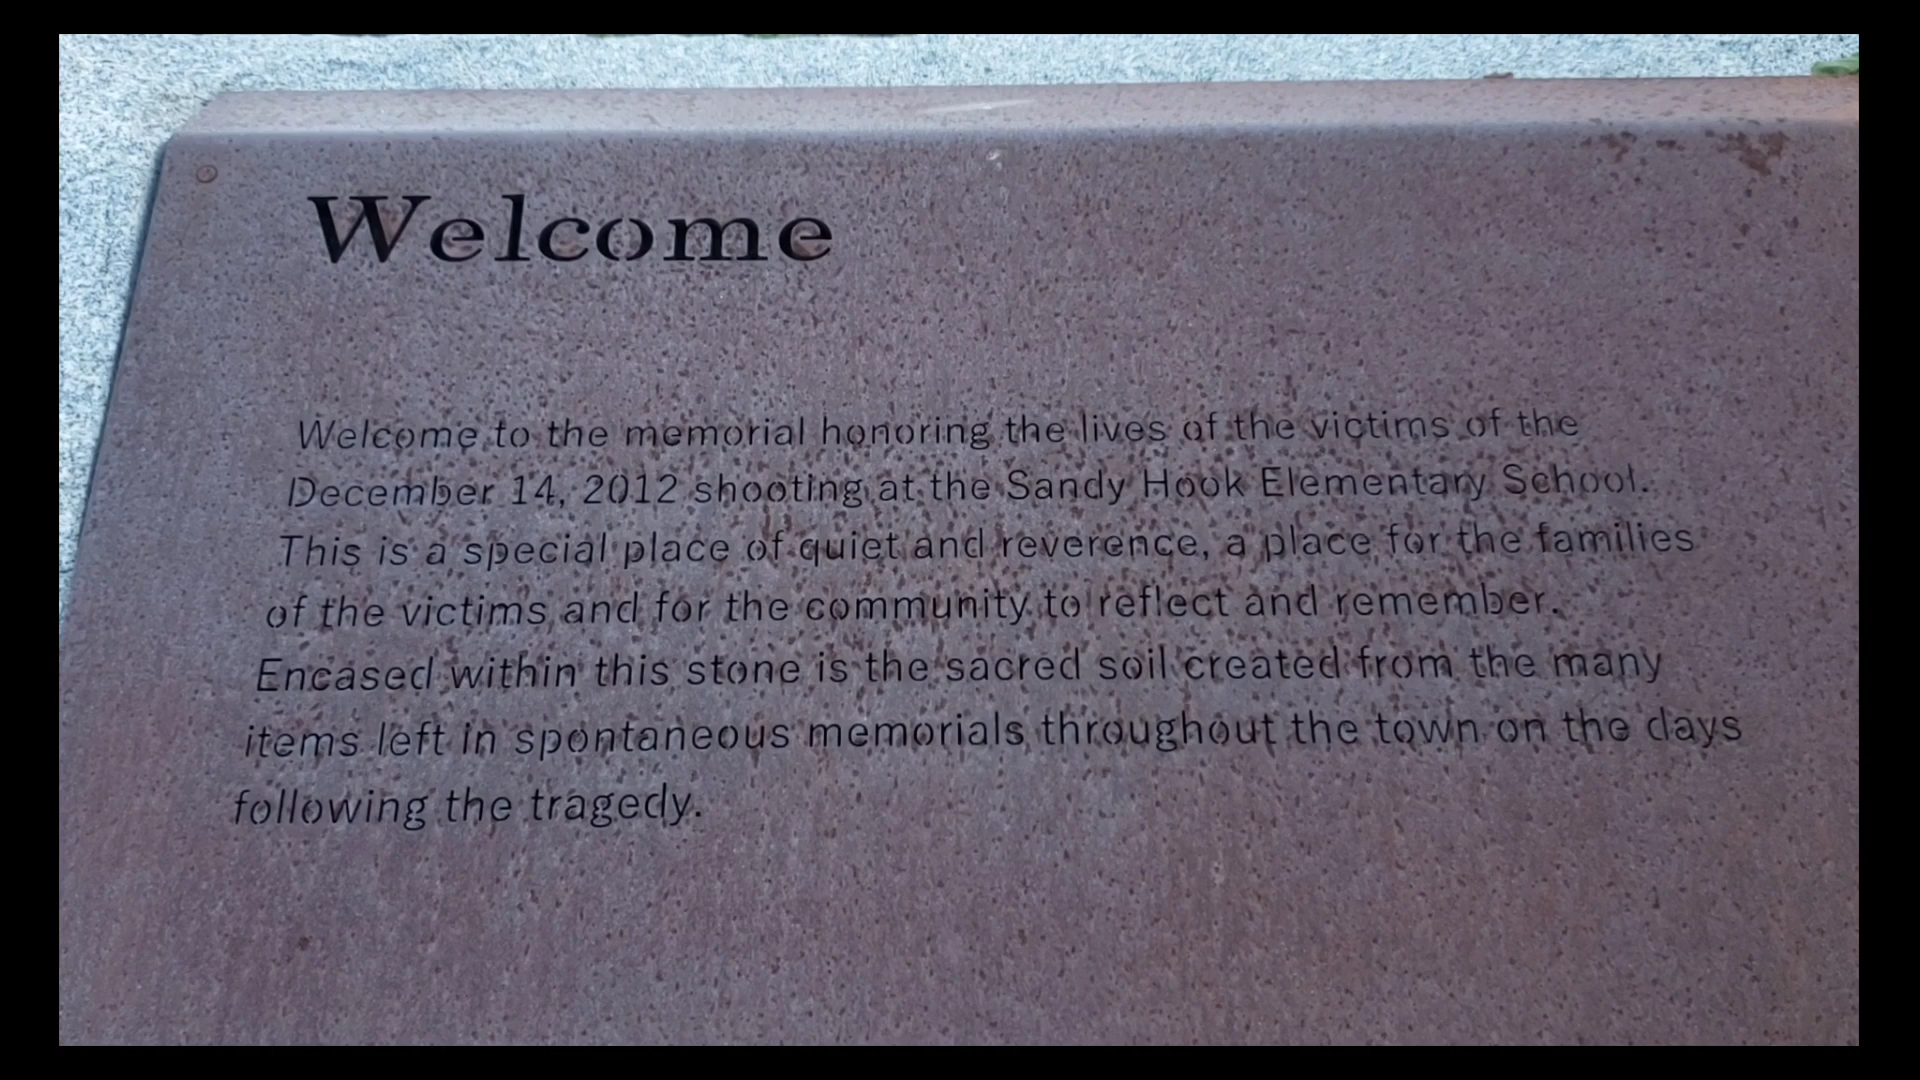 Welcome
Welcome to the memorial honoring the lives of the victims of the
December 14, 2012 shooting at the Sandy Hook Elementary School.
This is a special place of quiet and reverence, a place for the families
of the victims and for the community to reflect and remember.
Encased within this stone is the sacred soil created from the many
items left in spontaneous memorials throughout the town on the days
following the tragedy.